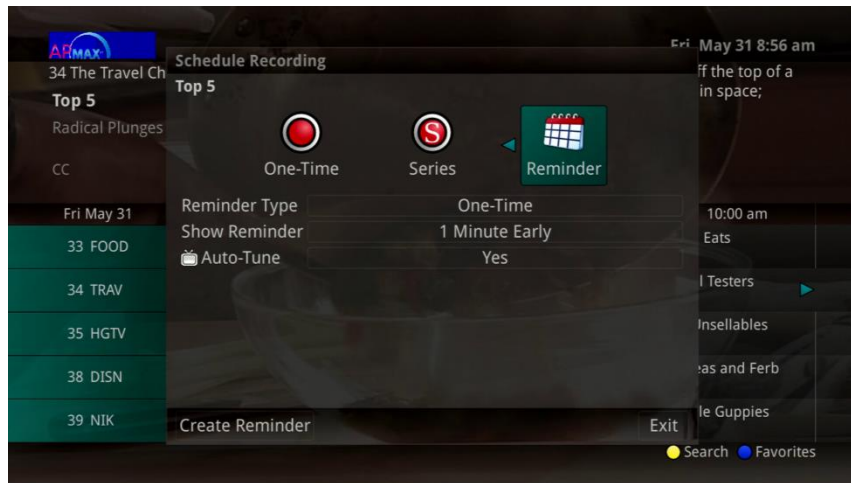 APMAX
Fri May 31 8:56 am
34 The Travel Ch
ff the top of a
in space;
Top 5
Radical Plunges
CC
Schedule Recording
Top 5
One-Time
S
Series
Reminder
Reminder Type One-Time
Show Reminder 1 Minute Early
Auto-Tune Yes
Fri May 31
10:00 am
33 FOOD
Eats
34 TRAV
l Testers
35 HGTV
Unsellables
38 DISN
eas and Ferb
39 NIK
le Guppies
Create Reminder Exit
Search Favorites